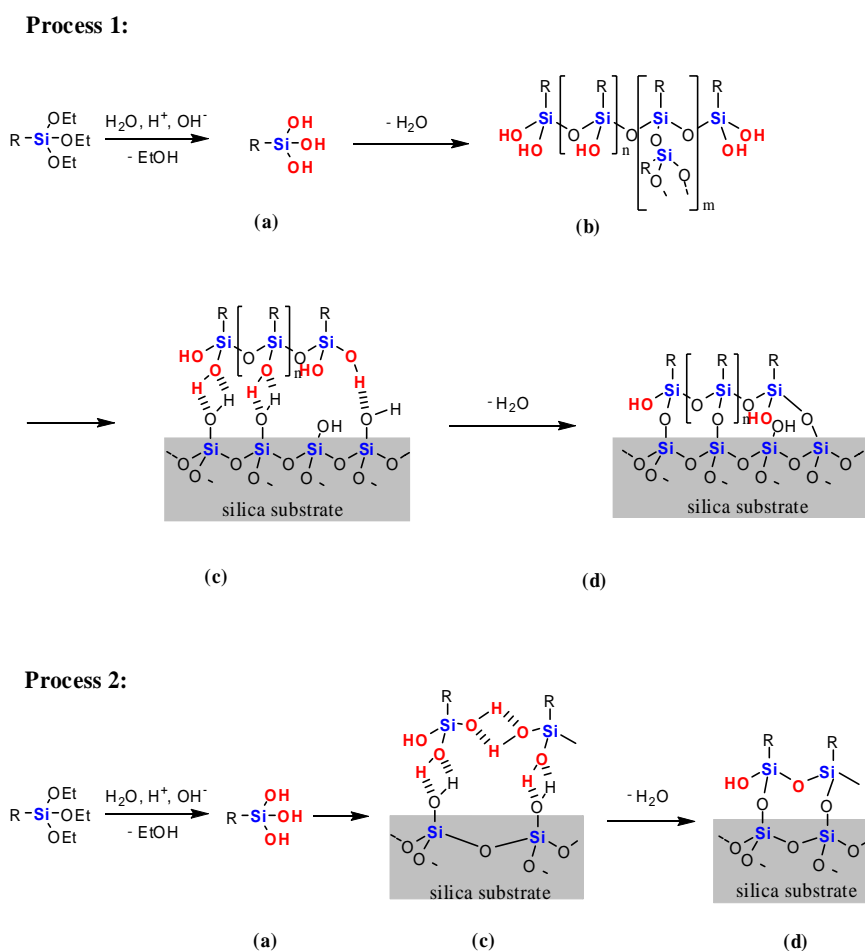 Process 1:
R Si OEt OEt OEt
H₂O, H⁺, OH⁻
- EtOH
R Si OH OH OH
- H₂O
R R R R
Si Si Si Si
HO HO O HO n O O O OH HO
Si R O O m
(a)
(b)
R R R
HO Si O Si O Si O
O O n HO H
H H H H
O O OH O H
Si Si Si Si
O O O O O
O O O O
silica substrate
- H₂O
R R R
HO Si O Si O Si
O O n HO OH O
Si Si Si Si
O O O O O
O O O O
silica substrate
(c)
(d)
Process 2:
R Si OEt OEt OEt
H₂O, H⁺, OH⁻
- EtOH
R Si OH OH OH
R H R
HO Si O O Si
O H O
H H H H
O O
Si Si
O O O
O O
silica substrate
- H₂O
R R
HO Si O Si
O O
Si Si
O O O
O O
silica substrate
(a)
(c)
(d)